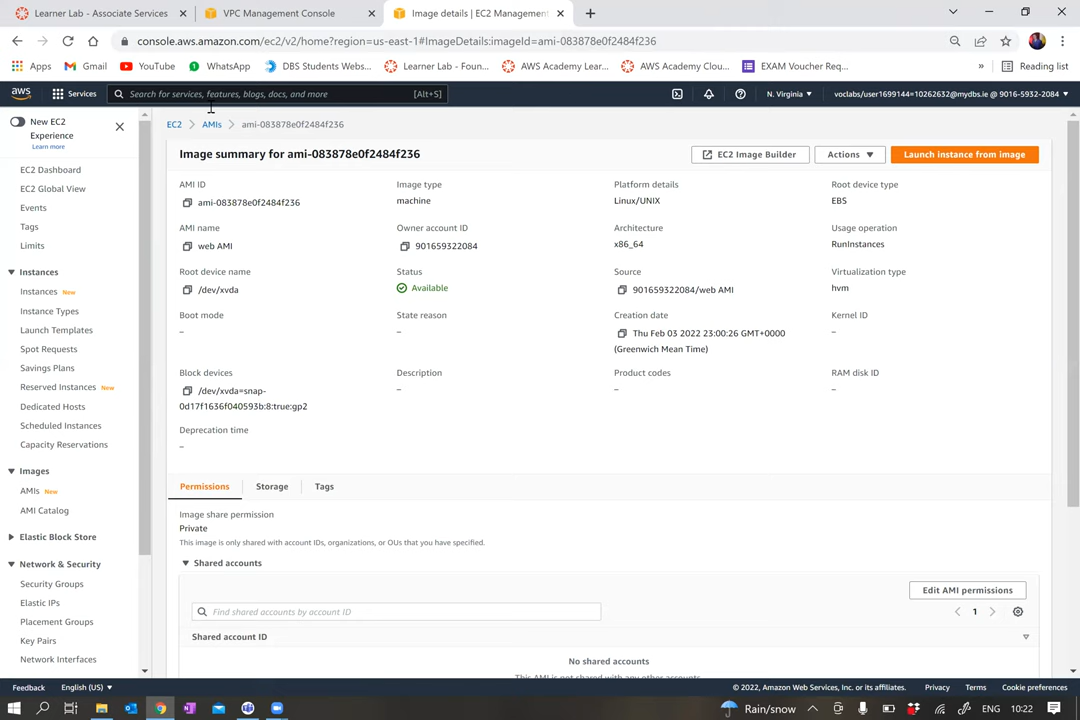 Learner Lab - Associate Services
VPC Management Console
Image details | EC2 Management
console.aws.amazon.com/ec2/v2/home?region=us-east-1#ImageDetails:imageId=ami-083878e0f2484f236
Apps
Gmail
YouTube
WhatsApp
DBS Students Webs...
Learner Lab - Foun...
AWS Academy Lear...
AWS Academy Clou...
EXAM Voucher Req...
»
Reading list
aws
Services
Search for services, features, blogs, docs, and more
[Alt+S]
N. Virginia
voclabs/user1699144=10262632@mydbs.ie @ 9016-5932-2084
New EC2
Experience
Learn more
EC2 Dashboard
EC2 Global View
Events
Tags
Limits
Instances
Instances New
Instance Types
Launch Templates
Spot Requests
Savings Plans
Reserved Instances New
Dedicated Hosts
Scheduled Instances
Capacity Reservations
Images
AMIs New
AMI Catalog
Elastic Block Store
Network & Security
Security Groups
Elastic IPs
Placement Groups
Key Pairs
Network Interfaces
EC2
AMIs
ami-083878e0f2484f236
Image summary for ami-083878e0f2484f236
EC2 Image Builder
Actions
Launch instance from image
AMI ID
ami-083878e0f2484f236
Image type
machine
Platform details
Linux/UNIX
Root device type
EBS
AMI name
web AMI
Owner account ID
901659322084
Architecture
x86_64
Usage operation
RunInstances
Root device name
/dev/xvda
Status
Available
Source
901659322084/web AMI
Virtualization type
hvm
Boot mode
–
State reason
–
Creation date
Thu Feb 03 2022 23:00:26 GMT+0000
(Greenwich Mean Time)
Kernel ID
–
Block devices
/dev/xvda=snap-
0d17f1636f040593b:8:true:gp2
Description
–
Product codes
–
RAM disk ID
–
Deprecation time
–
Permissions
Storage
Tags
Image share permission
Private
This image is only shared with account IDs, organizations, or OUs that you have specified.
Shared accounts
Edit AMI permissions
Find shared accounts by account ID
1
Shared account ID
No shared accounts
This AMI is not shared with any other accounts.
Feedback
English (US)
© 2022, Amazon Web Services, Inc. or its affiliates.
Privacy
Terms
Cookie preferences
Rain/snow
ENG
10:22